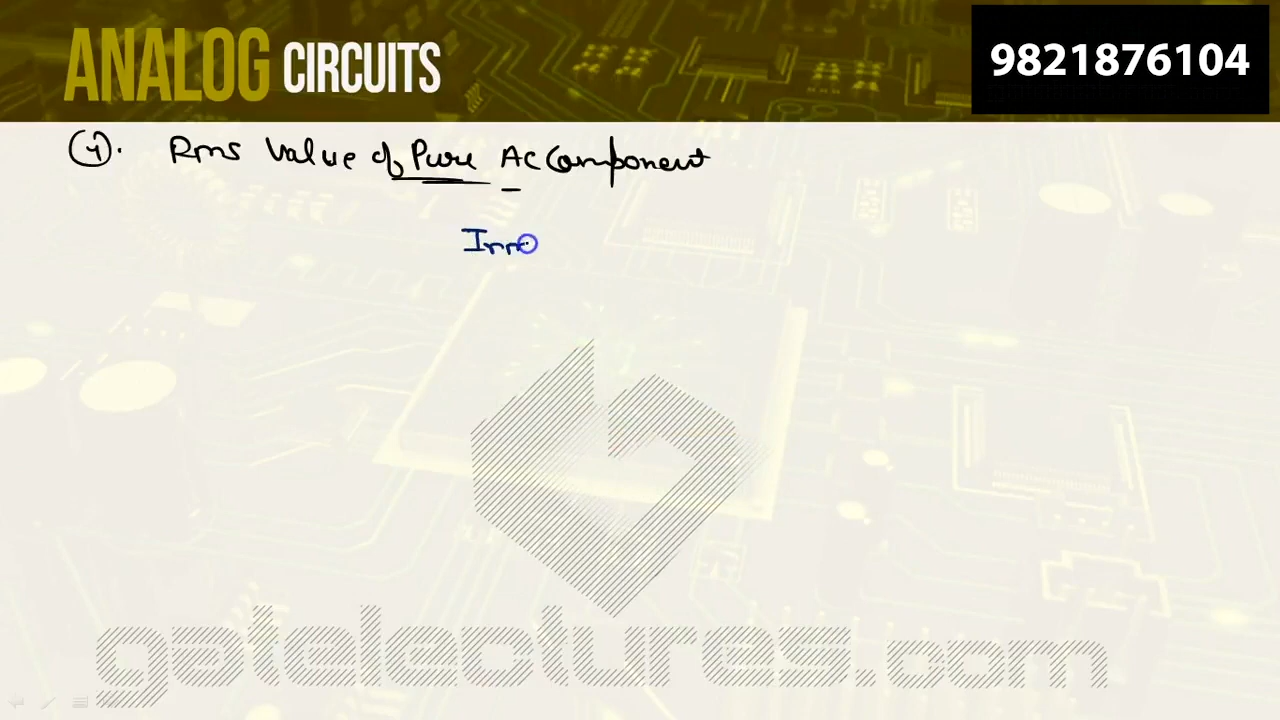 ANALOG CIRCUITS
9821876104
(4). Rms Value of Pure AC Component
Irm
gatelectures.com